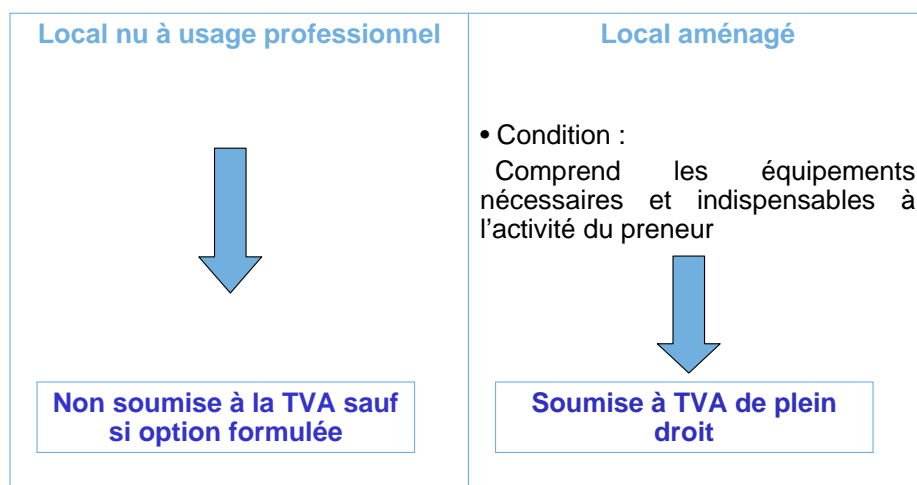 Local nu à usage professionnel
Non soumise à la TVA sauf
si option formulée
Local aménagé
• Condition :
Comprend les équipements
nécessaires et indispensables à
l’activité du preneur
Soumise à TVA de plein
droit